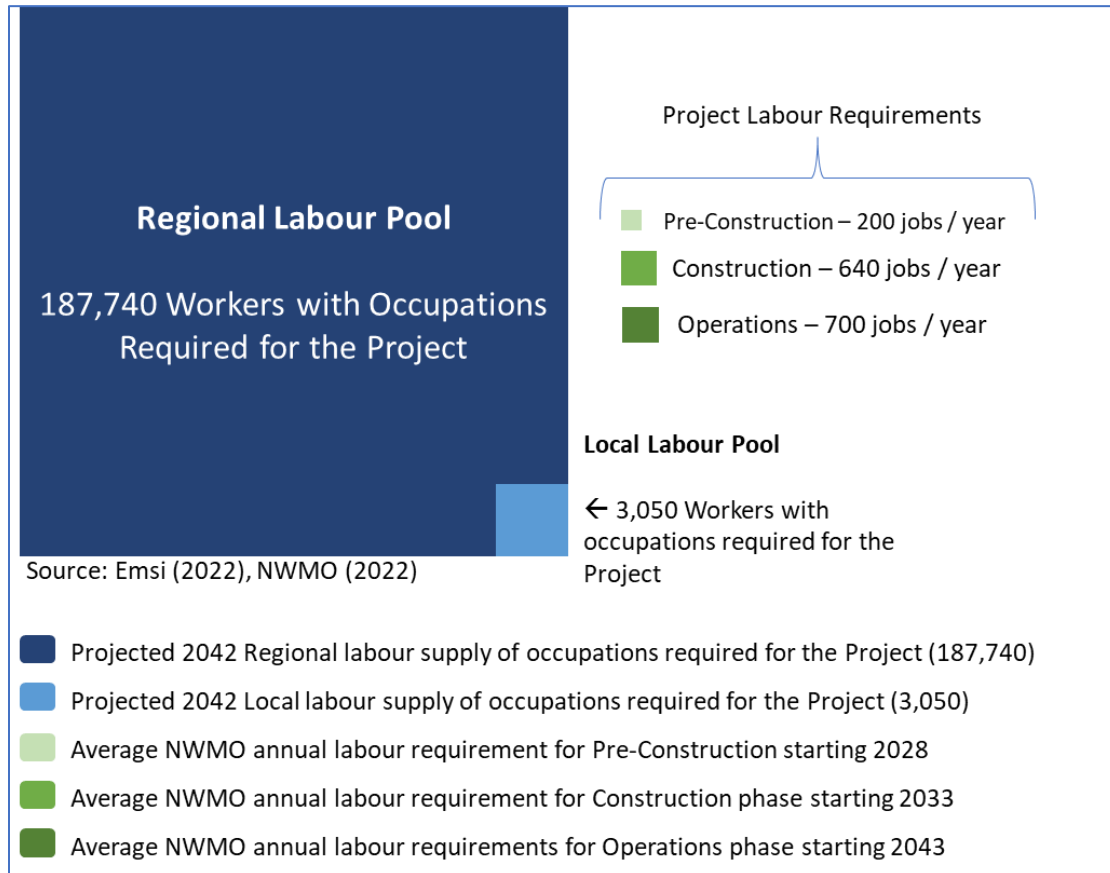 Regional Labour Pool
187,740 Workers with Occupations
Required for the Project
Project Labour Requirements
Pre-Construction – 200 jobs / year
Construction – 640 jobs / year
Operations – 700 jobs / year
Local Labour Pool
← 3,050 Workers with
occupations required for the
Project
Source: Emsi (2022), NWMO (2022)
Projected 2042 Regional labour supply of occupations required for the Project (187,740)
Projected 2042 Local labour supply of occupations required for the Project (3,050)
Average NWMO annual labour requirement for Pre-Construction starting 2028
Average NWMO annual labour requirement for Construction phase starting 2033
Average NWMO annual labour requirements for Operations phase starting 2043